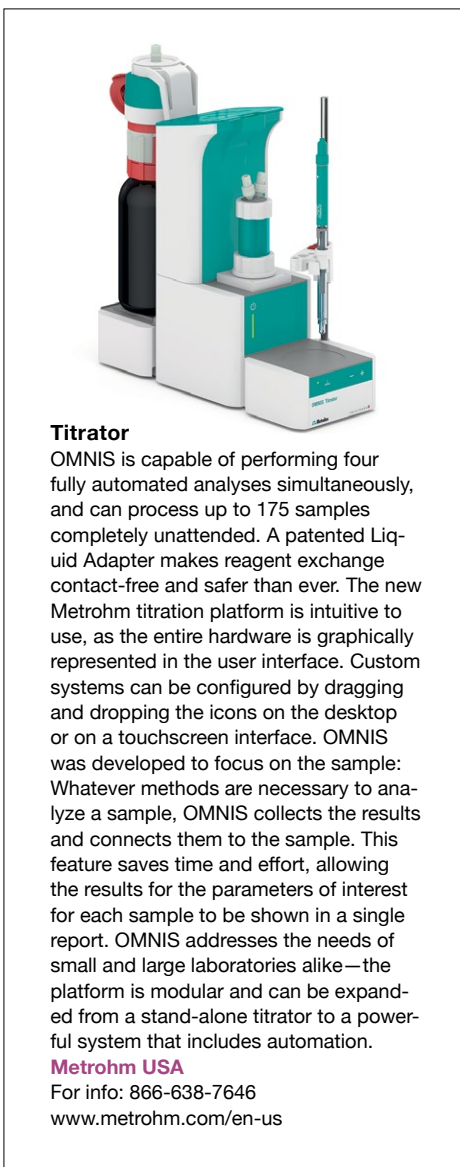 OMNIS Titrator
Metrohm
Titrator
OMNIS is capable of performing four
fully automated analyses simultaneously,
and can process up to 175 samples
completely unattended. A patented Liq-
uid Adapter makes reagent exchange
contact-free and safer than ever. The new
Metrohm titration platform is intuitive to
use, as the entire hardware is graphically
represented in the user interface. Custom
systems can be configured by dragging
and dropping the icons on the desktop
or on a touchscreen interface. OMNIS
was developed to focus on the sample:
Whatever methods are necessary to ana-
lyze a sample, OMNIS collects the results
and connects them to the sample. This
feature saves time and effort, allowing
the results for the parameters of interest
for each sample to be shown in a single
report. OMNIS addresses the needs of
small and large laboratories alike—the
platform is modular and can be expand-
ed from a stand-alone titrator to a power-
ful system that includes automation.
Metrohm USA
For info: 866-638-7646
www.metrohm.com/en-us